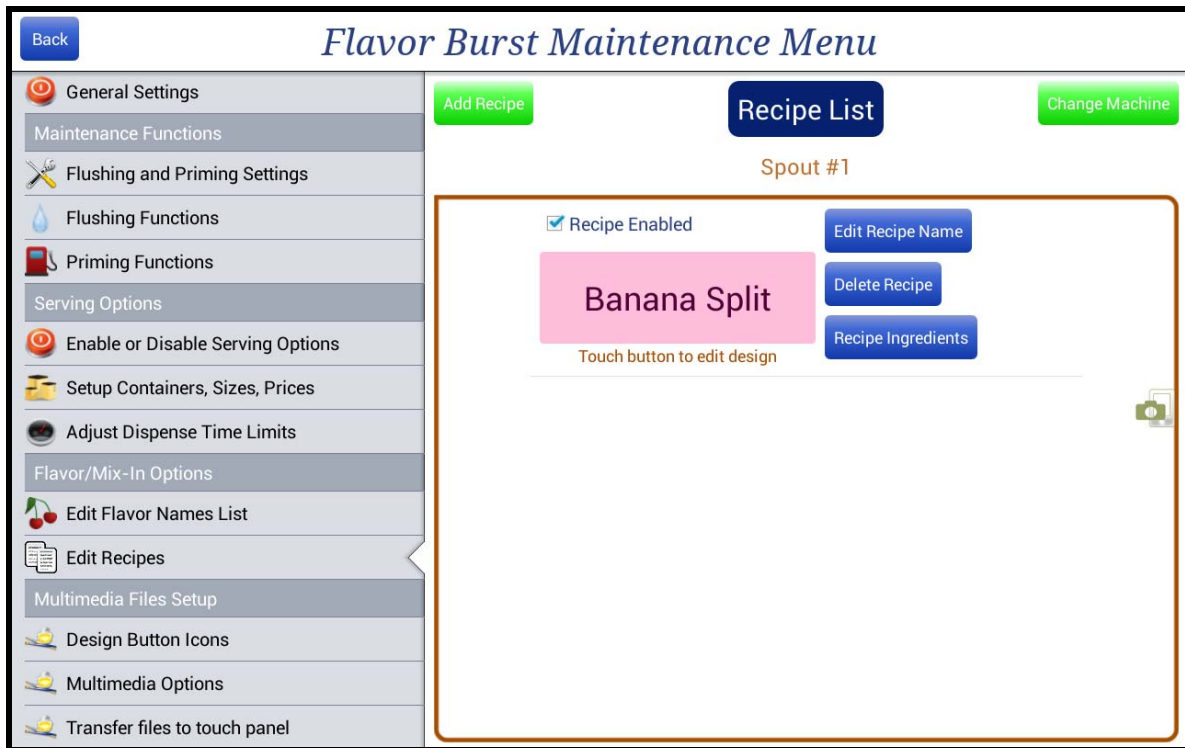 Back
Flavor Burst Maintenance Menu
General Settings
Maintenance Functions
Flushing and Priming Settings
Flushing Functions
Priming Functions
Serving Options
Enable or Disable Serving Options
Setup Containers, Sizes, Prices
Adjust Dispense Time Limits
Flavor/Mix-In Options
Edit Flavor Names List
Edit Recipes
Multimedia Files Setup
Design Button Icons
Multimedia Options
Transfer files to touch panel
Add Recipe
Recipe List
Change Machine
Spout #1
Recipe Enabled
Banana Split
Touch button to edit design
Edit Recipe Name
Delete Recipe
Recipe Ingredients